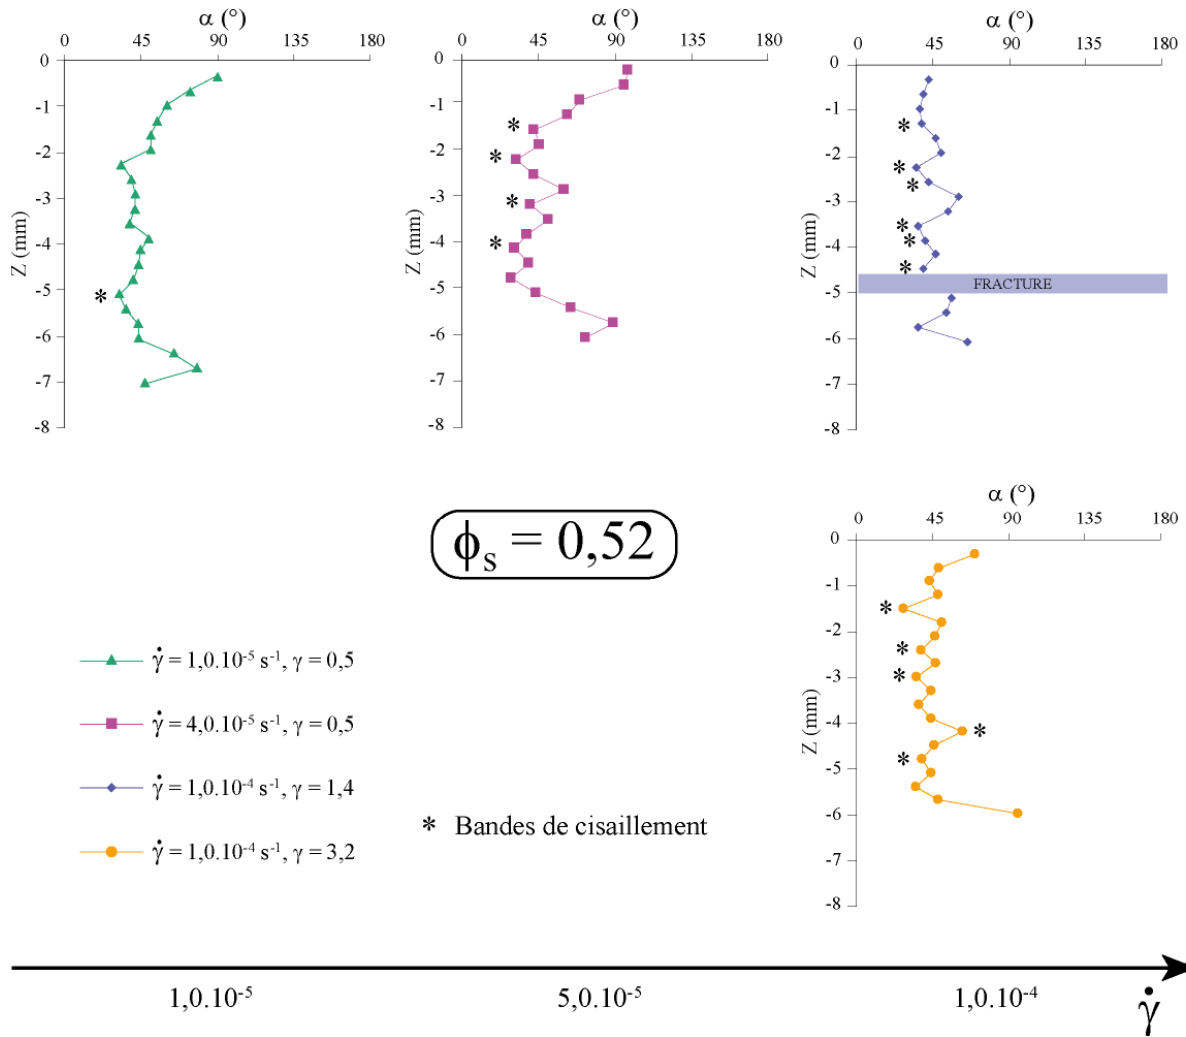 α (°)
0 45 90 135 180
0
-1
-2
-3
-4
-5
-6
-7
-8
Z (mm)
*
α (°)
0 45 90 135 180
0
-1
-2
-3
-4
-5
-6
-7
-8
Z (mm)
*
*
*
*
α (°)
0 45 90 135 180
0
-1
-2
-3
-4
-5
-6
-7
-8
Z (mm)
*
*
*
*
*
*
FRACTURE
ϕs = 0,52
α (°)
0 45 90 135 180
0
-1
-2
-3
-4
-5
-6
-7
-8
Z (mm)
*
*
*
*
*
γ̇ = 1,0.10⁻⁵ s⁻¹, γ = 0,5
γ̇ = 4,0.10⁻⁵ s⁻¹, γ = 0,5
γ̇ = 1,0.10⁻⁴ s⁻¹, γ = 1,4
γ̇ = 1,0.10⁻⁴ s⁻¹, γ = 3,2
* Bandes de cisaillement
1,0.10⁻⁵ 5,0.10⁻⁵ 1,0.10⁻⁴ γ̇